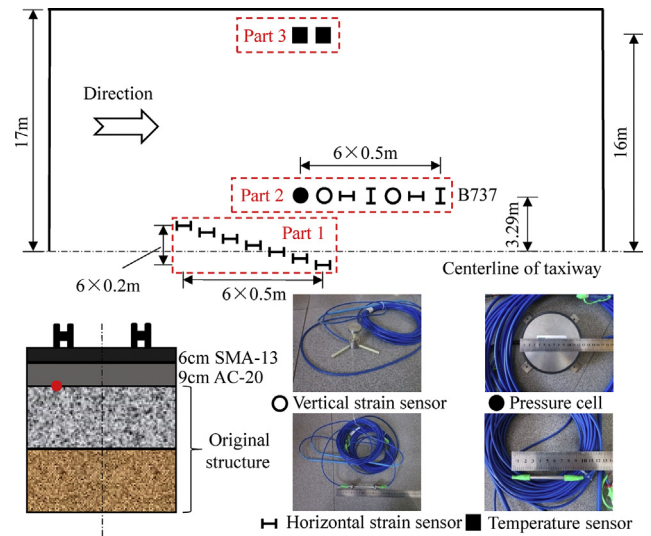 Part 3
Direction
17m
16m
6×0.5m
Part 2
B737
3.29m
Part 1
6×0.2m
6×0.5m
Centerline of taxiway
6cm SMA-13
9cm AC-20
Original
structure
Vertical strain sensor
Pressure cell
Horizontal strain sensor
Temperature sensor